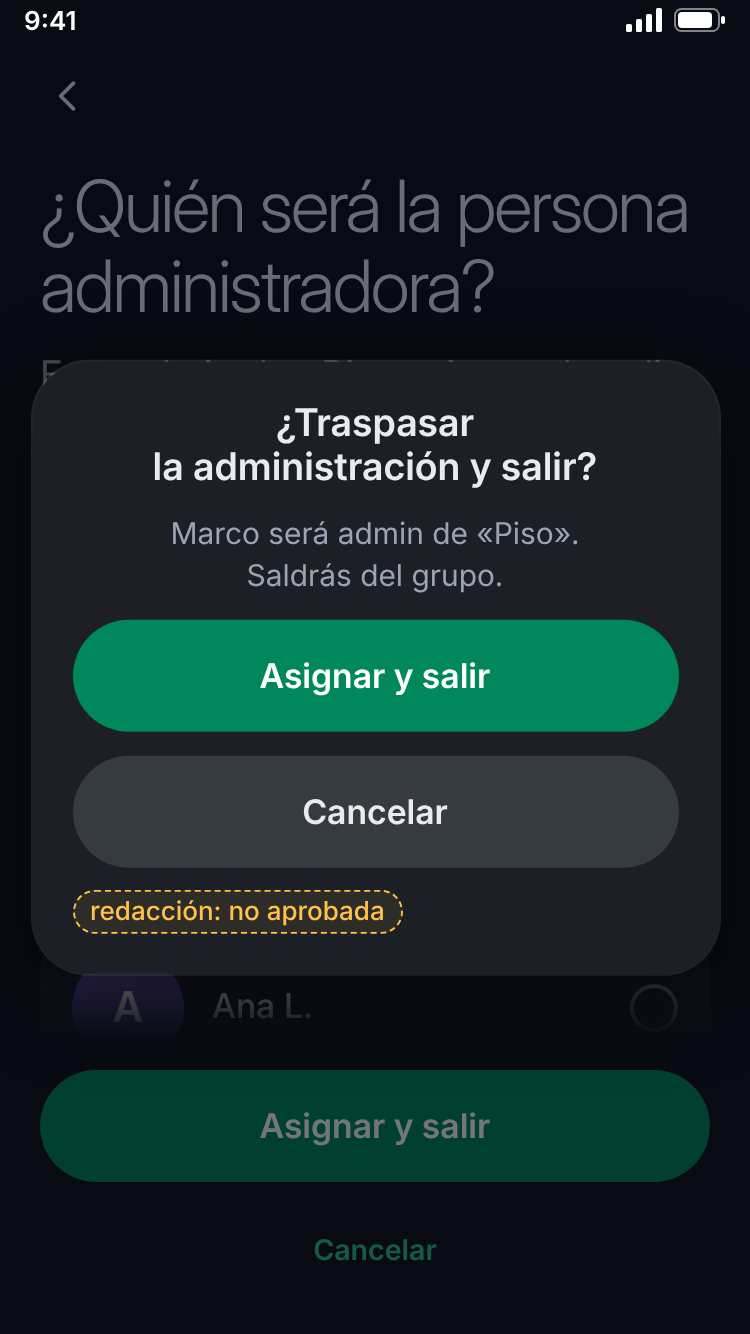 9:41
¿Quién será la persona
administradora?
¿Traspasar
la administración y salir?
Marco será admin de «Piso».
Saldrás del grupo.
Asignar y salir
Cancelar
redacción: no aprobada
A
Ana L.
Asignar y salir
Cancelar